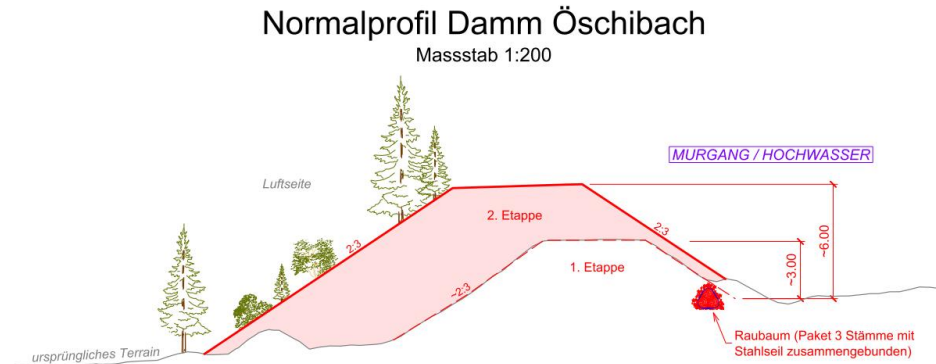 Normalprofil Damm Öschibach
Massstab 1:200
MURGANG / HOCHWASSER
Luftseite
2. Etappe
2:3
2:3
~6.00
~3.00
1. Etappe
~2:3
Raubaum (Paket 3 Stämme mit
Stahlseil zusammengebunden)
ursprüngliches Terrain